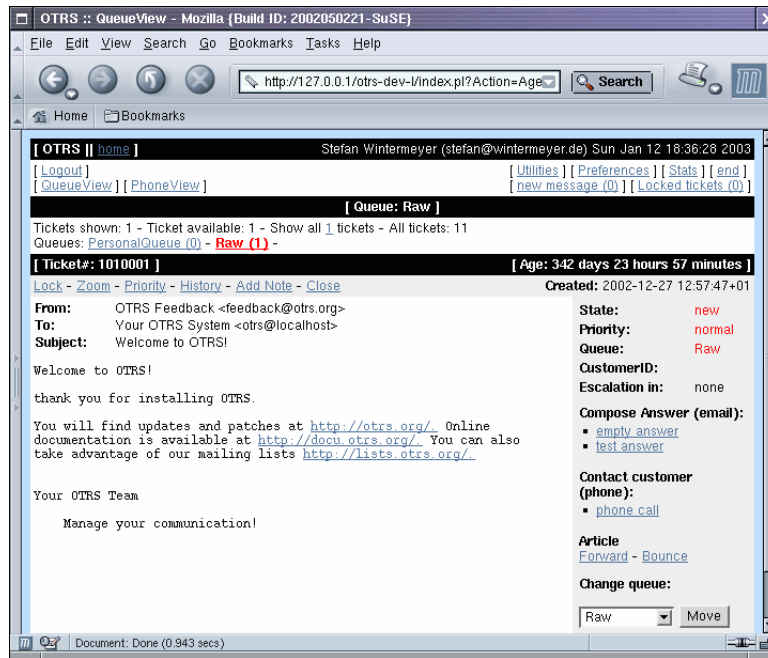 OTRS :: QueueView - Mozilla {Build ID: 2002050221-SuSE}
File Edit View Search Go Bookmarks Tasks Help
http://127.0.0.1/otrs-dev-l/index.pl?Action=Age Search
Home Bookmarks
[ OTRS || home ] Stefan Wintermeyer (stefan@wintermeyer.de) Sun Jan 12 18:36:28 2003
[ Logout ] [ Utilities ] [ Preferences ] [ Stats ] [ end ]
[ QueueView ] [ PhoneView ] [ new message (0) ] [ Locked tickets (0) ]
[ Queue: Raw ]
Tickets shown: 1 - Ticket available: 1 - Show all 1 tickets - All tickets: 11
Queues: PersonalQueue (0) - Raw (1) -
[ Ticket#: 1010001 ] [ Age: 342 days 23 hours 57 minutes ]
Lock - Zoom - Priority - History - Add Note - Close Created: 2002-12-27 12:57:47+01
From: OTRS Feedback <feedback@otrs.org>
To: Your OTRS System <otrs@localhost>
Subject: Welcome to OTRS!
Welcome to OTRS!
thank you for installing OTRS.
You will find updates and patches at http://otrs.org/. Online
documentation is available at http://docu.otrs.org/. You can also
take advantage of our mailing lists http://lists.otrs.org/.
Your OTRS Team
Manage your communication!
State: new
Priority: normal
Queue: Raw
CustomerID:
Escalation in: none
Compose Answer (email):
empty answer
test answer
Contact customer
(phone):
phone call
Article
Forward - Bounce
Change queue:
Raw Move
Document: Done (0.943 secs)